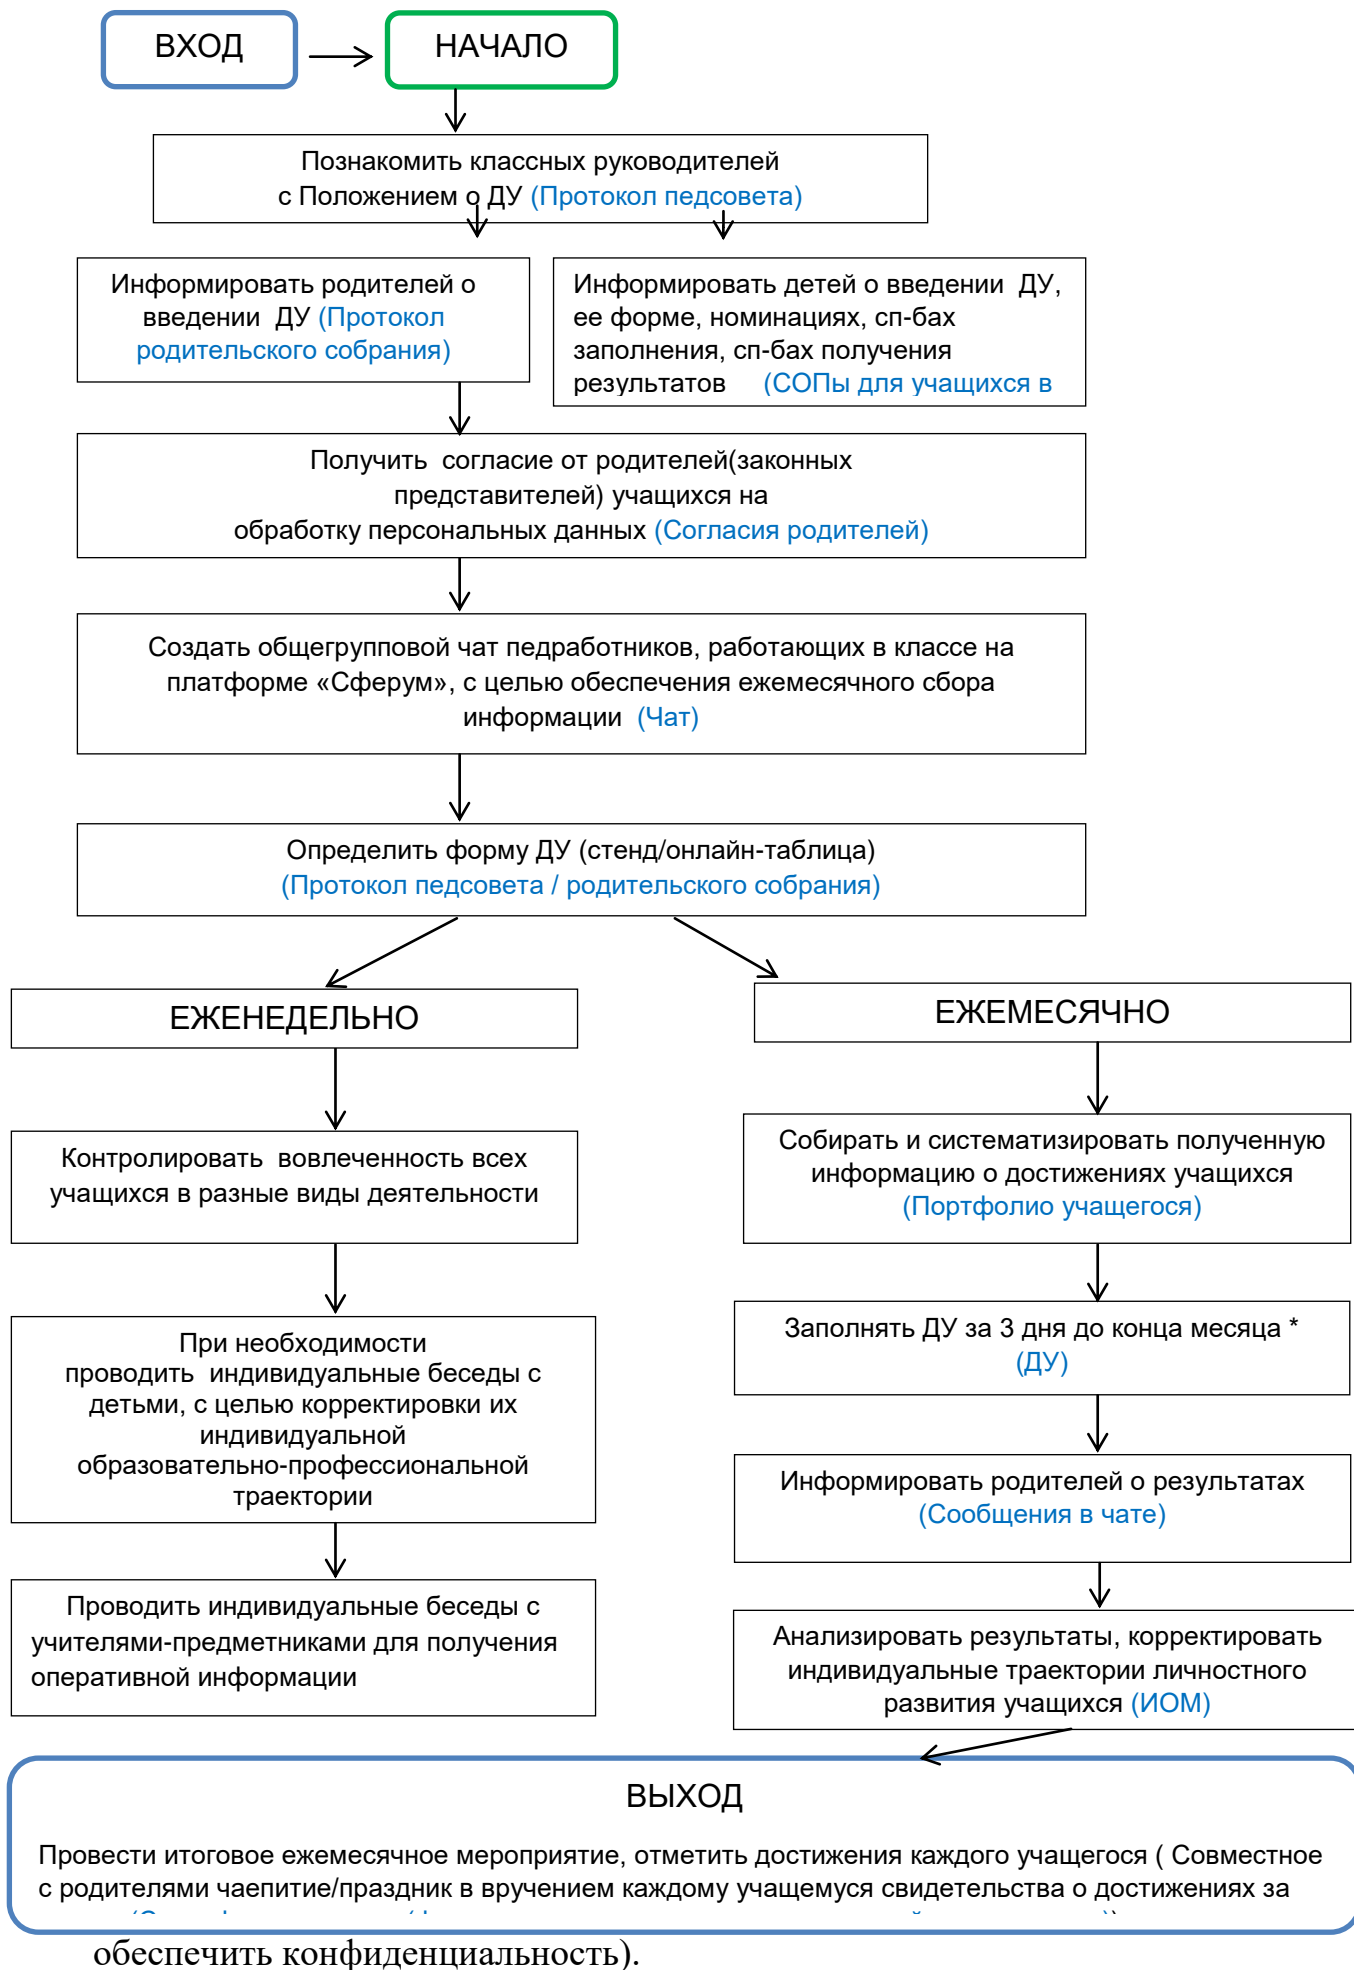 ВХОД
НАЧАЛО
Познакомить классных руководителей
с Положением о ДУ (Протокол педсовета)
Информировать родителей о
введении ДУ (Протокол
родительского собрания)
Информировать детей о введении ДУ,
ее форме, номинациях, сп-бах
заполнения, сп-бах получения
результатов (СОПы для учащихся в
Получить согласие от родителей(законных
представителей) учащихся на
обработку персональных данных (Согласия родителей)
Создать общегрупповой чат педработников, работающих в классе на
платформе «Сферум», с целью обеспечения ежемесячного сбора
информации (Чат)
Определить форму ДУ (стенд/онлайн-таблица)
(Протокол педсовета / родительского собрания)
ЕЖЕНЕДЕЛЬНО
Контролировать вовлеченность всех
учащихся в разные виды деятельности
При необходимости
проводить индивидуальные беседы с
детьми, с целью корректировки их
индивидуальной
образовательно-профессиональной
траектории
Проводить индивидуальные беседы с
учителями-предметниками для получения
оперативной информации
ЕЖЕМЕСЯЧНО
Собирать и систематизировать полученную
информацию о достижениях учащихся
(Портфолио учащегося)
Заполнять ДУ за 3 дня до конца месяца *
(ДУ)
Информировать родителей о результатах
(Сообщения в чате)
Анализировать результаты, корректировать
индивидуальные траектории личностного
развития учащихся (ИОМ)
ВЫХОД
Провести итоговое ежемесячное мероприятие, отметить достижения каждого учащегося ( Совместное
с родителями чаепитие/праздник в вручением каждому учащемуся свидетельства о достижениях за
обеспечить конфиденциальность).